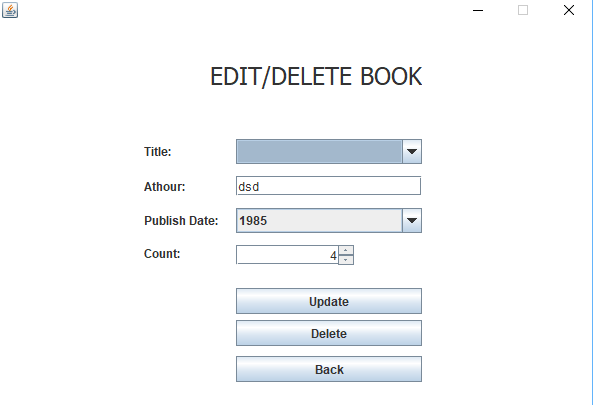 EDIT/DELETE BOOK
Title:
Athour: dsd
Publish Date: 1985
Count: 4
Update
Delete
Back